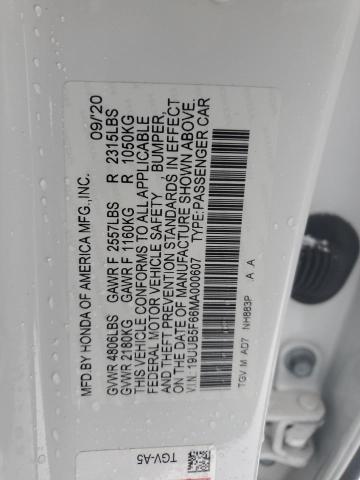 MFD.BY HONDA OF AMERICA MFG.,INC. 09/20
GVWR 4806LBS GAWR F 2557LBS R 2315LBS
GVWR 2180KG GAWR F 1160KG R 1050KG
THIS VEHICLE CONFORMS TO ALL APPLICABLE
FEDERAL MOTOR VEHICLE SAFETY, BUMPER,
AND THEFT PREVENTION STANDARDS IN EFFECT
ON THE DATE OF MANUFACTURE SHOWN ABOVE.
V.I.N. 19UUB5F66MA000607 TYPE:PASSENGER CAR
TGV M AD7 NH883P A A
TGV-A5